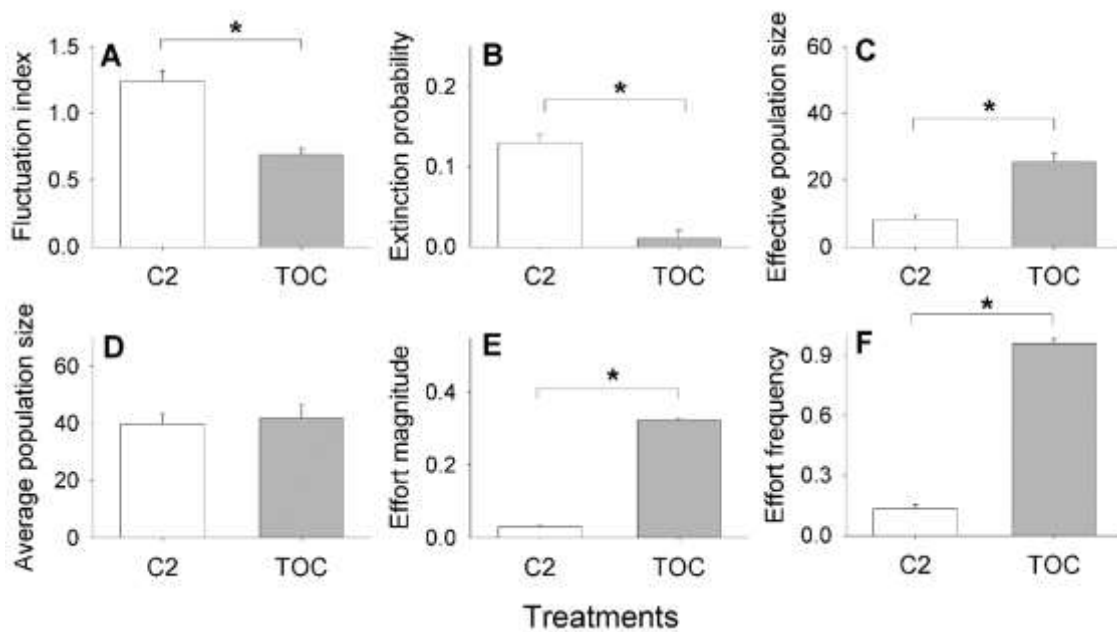 A
*
Fluctuation index
1.5
1.0
0.5
0.0
C2
TOC
B
*
Extinction probability
0.2
0.1
0.0
C2
TOC
C
*
Effective population size
60
40
20
0
C2
TOC
D
Average population size
60
40
20
0
C2
TOC
E
*
Effort magnitude
0.4
0.2
0.0
C2
TOC
F
*
Effort frequency
0.9
0.6
0.3
0.0
C2
TOC
Treatments